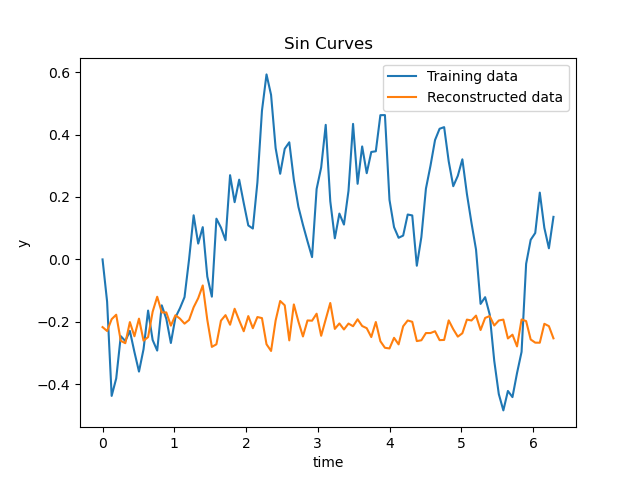 Sin Curves
Training data
Reconstructed data
y
0.6
0.4
0.2
0.0
−0.2
−0.4
0 1 2 3 4 5 6
time